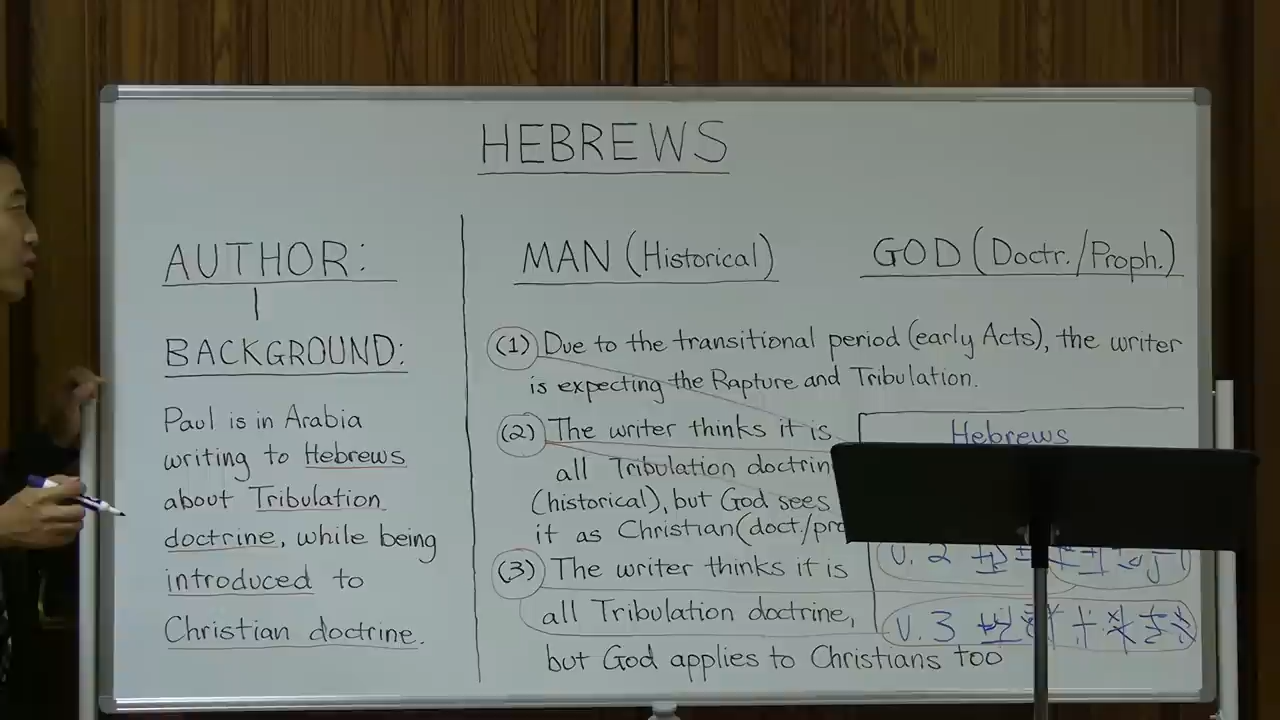 HEBREWS
AUTHOR:
BACKGROUND:
Paul is in Arabia
writing to Hebrews
about Tribulation
doctrine, while being
introduced to
Christian doctrine.
MAN (Historical)
GOD (Doctr./Proph.)
(1) Due to the transitional period (early Acts), the writer
is expecting the Rapture and Tribulation.
(2) The writer thinks it is
all Tribulation
(historical), but God sees
it as Christian (doct./
(3) The writer thinks it is
all Tribulation doctrine,
but God applies to Christians too
Hebrews
V. 2
V. 3